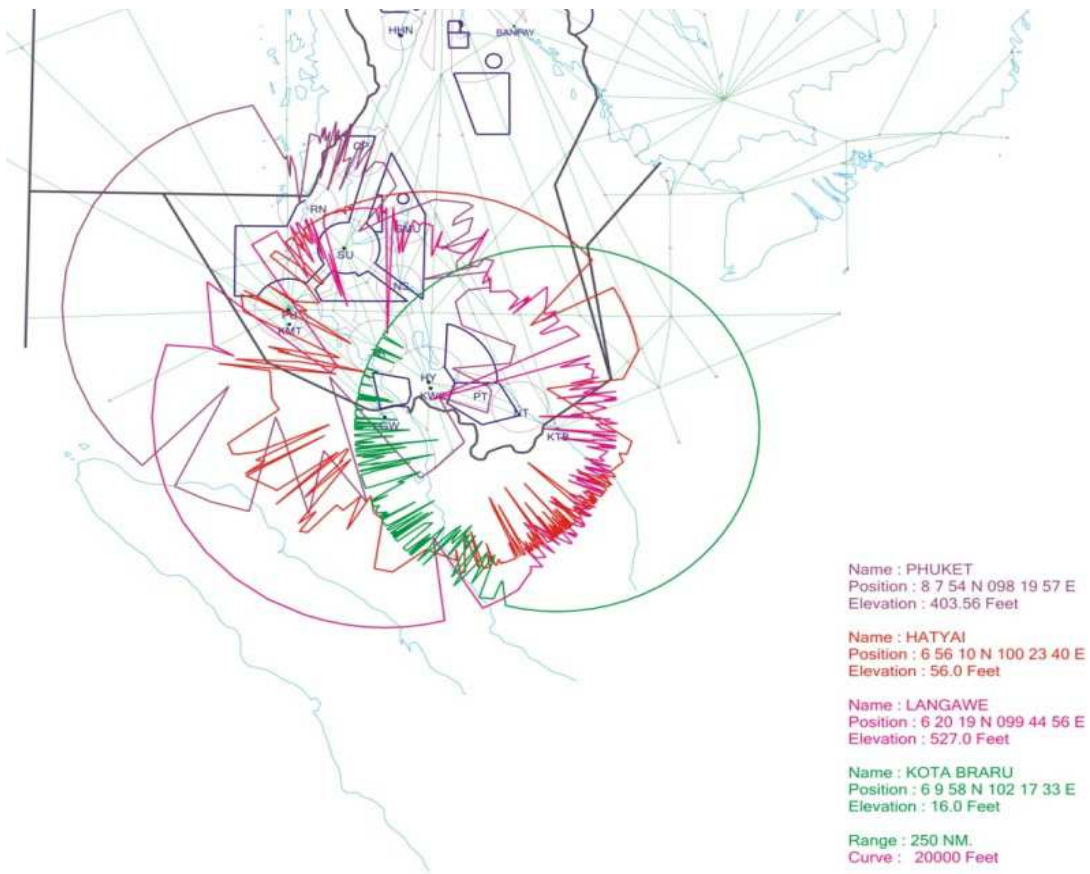 HHN
BANPAY
CP
RN
SMU
SU
NS
PU
KMT
HY
PT
NT
KTB
Name : PHUKET
Position : 8 7 54 N 098 19 57 E
Elevation : 403.56 Feet
Name : HATYAI
Position : 6 56 10 N 100 23 40 E
Elevation : 56.0 Feet
Name : LANGAWE
Position : 6 20 19 N 099 44 56 E
Elevation : 527.0 Feet
Name : KOTA BRARU
Position : 6 9 58 N 102 17 33 E
Elevation : 16.0 Feet
Range : 250 NM.
Curve : 20000 Feet